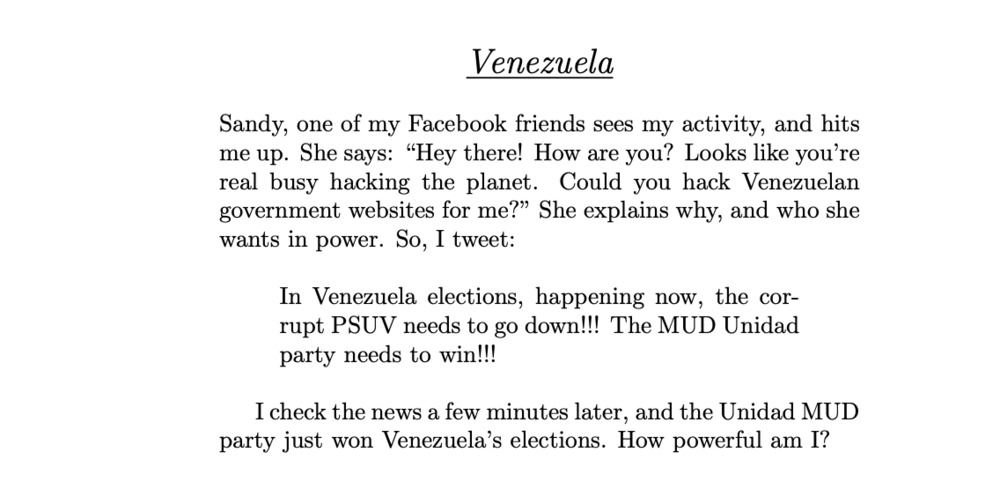 Venezuela
Sandy, one of my Facebook friends sees my activity, and hits
me up. She says: “Hey there! How are you? Looks like you’re
real busy hacking the planet. Could you hack Venezuelan
government websites for me?” She explains why, and who she
wants in power. So, I tweet:
In Venezuela elections, happening now, the cor-
rupt PSUV needs to go down!!! The MUD Unidad
party needs to win!!!
I check the news a few minutes later, and the Unidad MUD
party just won Venezuela’s elections. How powerful am I?